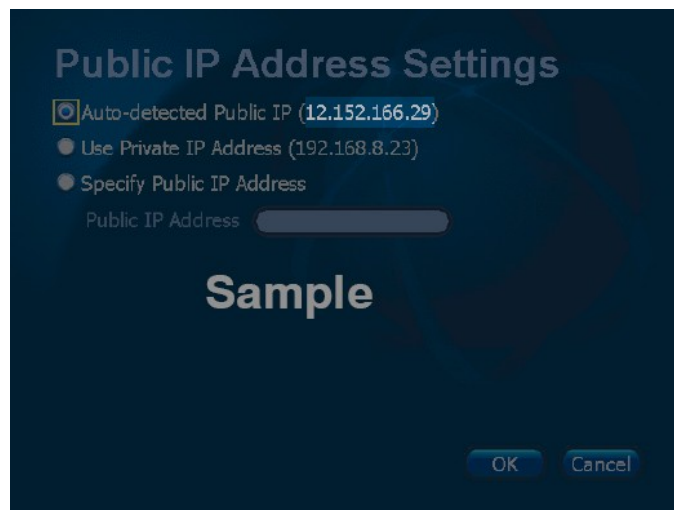 Public IP Address Settings
Auto-detected Public IP (12.152.166.29)
Use Private IP Address (192.168.8.23)
Specify Public IP Address
Public IP Address
Sample
OK Cancel